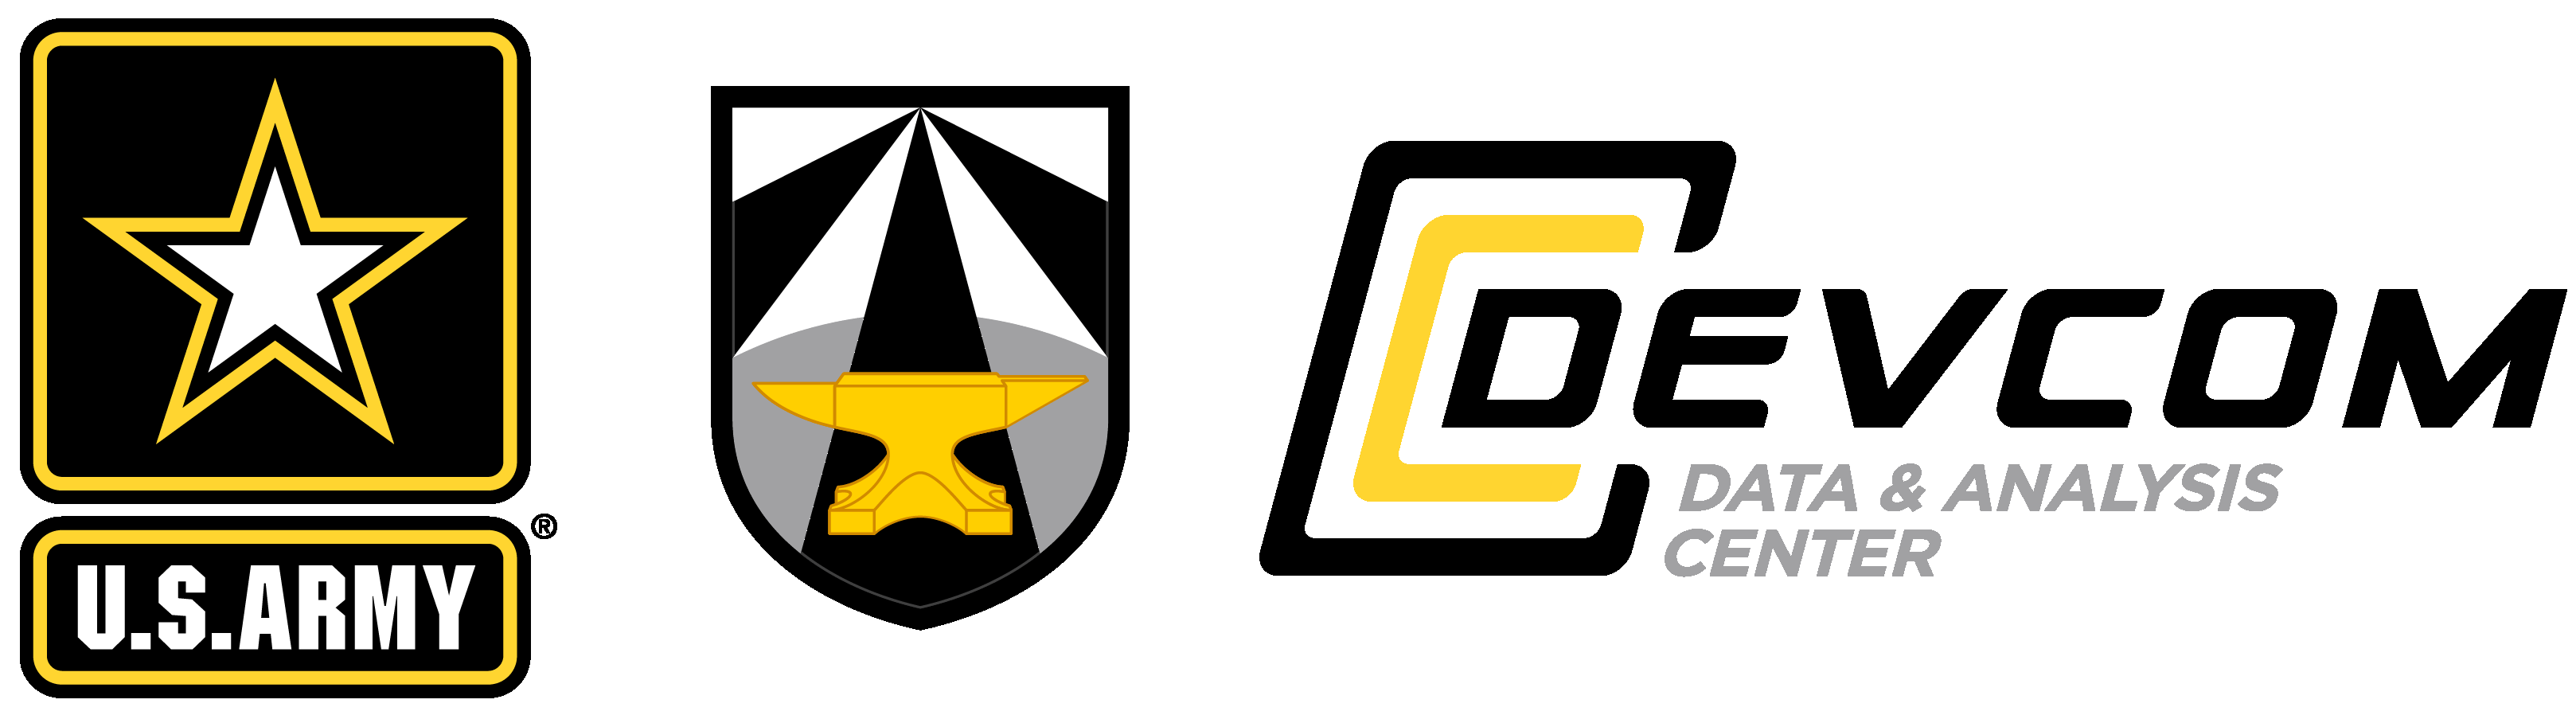 U.S.ARMY
®
DEVCOM
DATA & ANALYSIS
CENTER